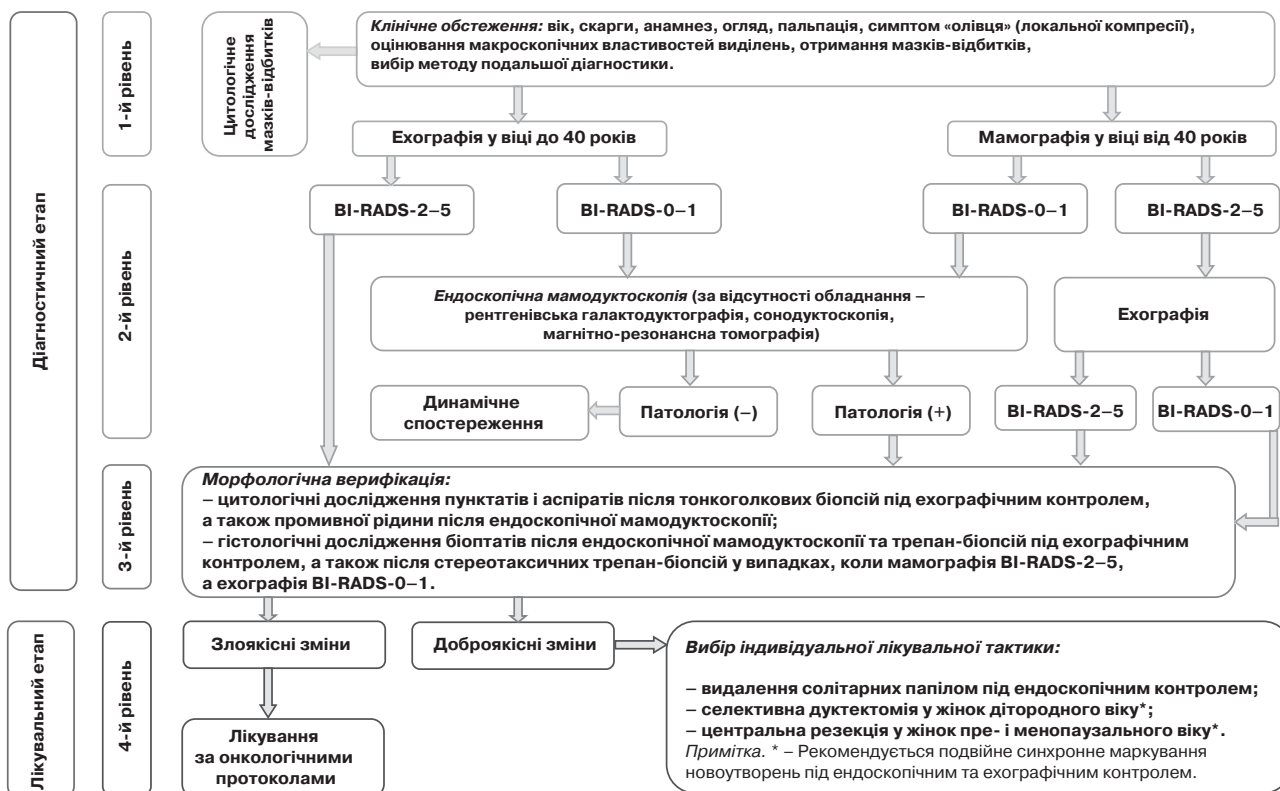 Діагностичний етап
1-й рівень
Цитологічне
дослідження
мазків-відбитків
Клінічне обстеження: вік, скарги, анамнез, огляд, пальпація, симптом «олівця» (локальної компресії),
оцінювання макроскопічних властивостей виділень, отримання мазків-відбитків,
вибір методу подальшої діагностики.
Ехографія у віці до 40 років
Мамографія у віці від 40 років
2-й рівень
BI-RADS-2–5
BI-RADS-0–1
BI-RADS-0–1
BI-RADS-2–5
Ендоскопічна мамодуктоскопія (за відсутності обладнання –
рентгенівська галактодуктографія, сонодуктоскопія,
магнітно-резонансна томографія)
Ехографія
Динамічне
спостереження
Патологія (–)
Патологія (+)
BI-RADS-2–5
BI-RADS-0–1
3-й рівень
Морфологічна верифікація:
– цитологічні дослідження пунктатів і аспіратів після тонкоголкових біопсій під ехографічним контролем,
а також промивної рідини після ендоскопічної мамодуктоскопії;
– гістологічні дослідження біоптатів після ендоскопічної мамодуктоскопії та трепан-біопсій під ехографічним
контролем, а також після стереотаксичних трепан-біопсій у випадках, коли мамографія BI-RADS-2–5,
а ехографія BI-RADS-0–1.
Лікувальний етап
4-й рівень
Злоякісні зміни
Доброякісні зміни
Лікування
за онкологічними
протоколами
Вибір індивідуальної лікувальної тактики:
– видалення солітарних папілом під ендоскопічним контролем;
– селективна дуктектомія у жінок дітородного віку*;
– центральна резекція у жінок пре- і менопаузального віку*.
Примітка. * – Рекомендується подвійне синхронне маркування
новоутворень під ендоскопічним та ехографічним контролем.